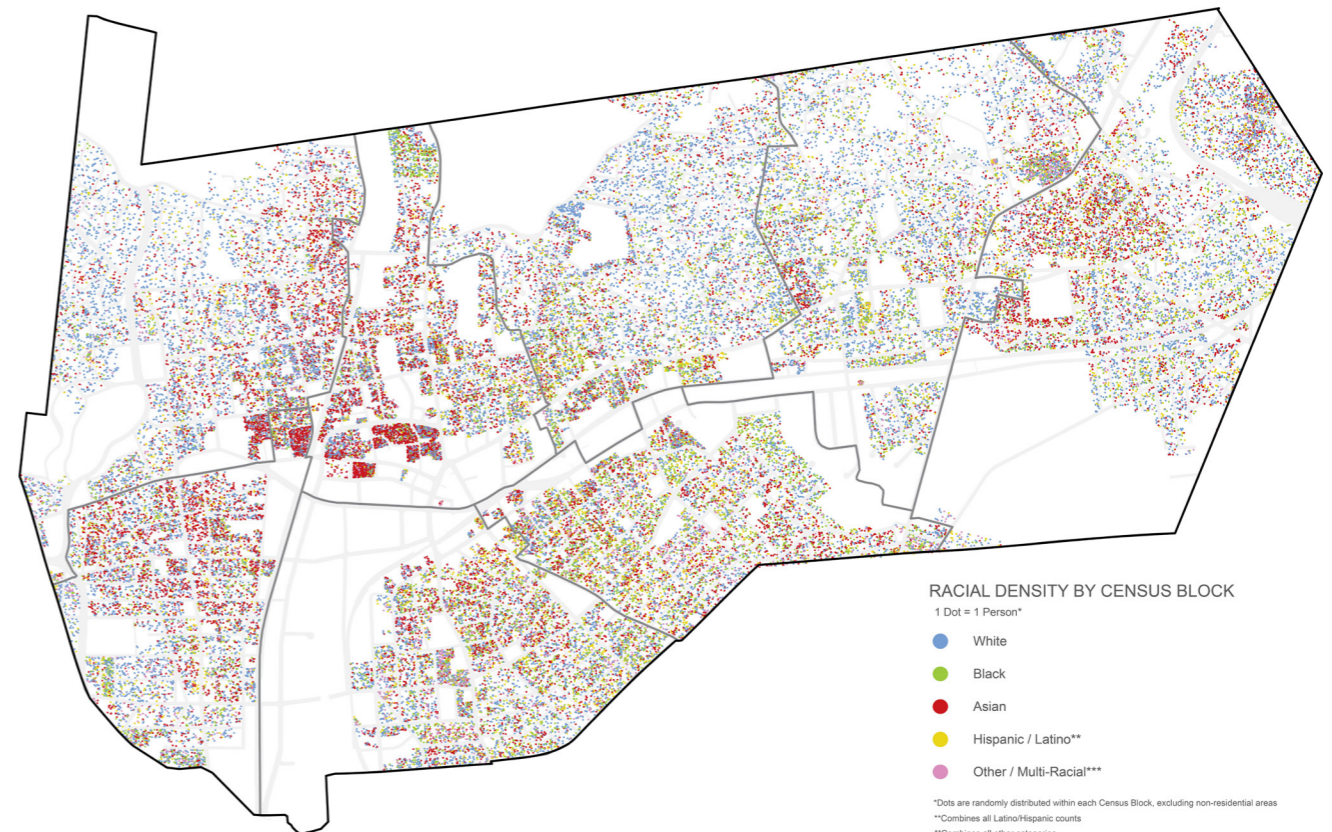 RACIAL DENSITY BY CENSUS BLOCK
1 Dot = 1 Person*
White
Black
Asian
Hispanic / Latino**
Other / Multi-Racial***
*Dots are randomly distributed within each Census Block, excluding non-residential areas
**Combines all Latino/Hispanic counts